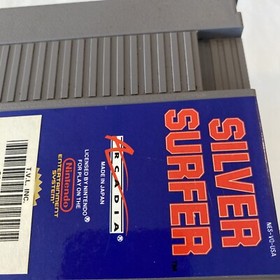 SILVER
SURFER
NES-VO-USA
ARCADIA®
MADE IN JAPAN
LICENSED BY NINTENDO®
FOR PLAY ON THE
Nintendo
ENTERTAINMENT
SYSTEM
T.V.I. INC.